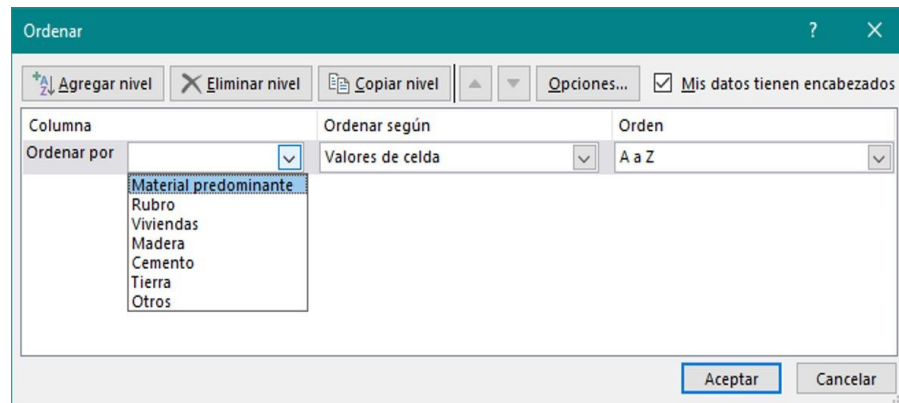 Ordenar ?
Agregar nivel Eliminar nivel Copiar nivel Opciones... Mis datos tienen encabezados
Columna Ordenar según Orden
Ordenar por Valores de celda A a Z
Material predominante
Rubro
Viviendas
Madera
Cemento
Tierra
Otros
Aceptar Cancelar